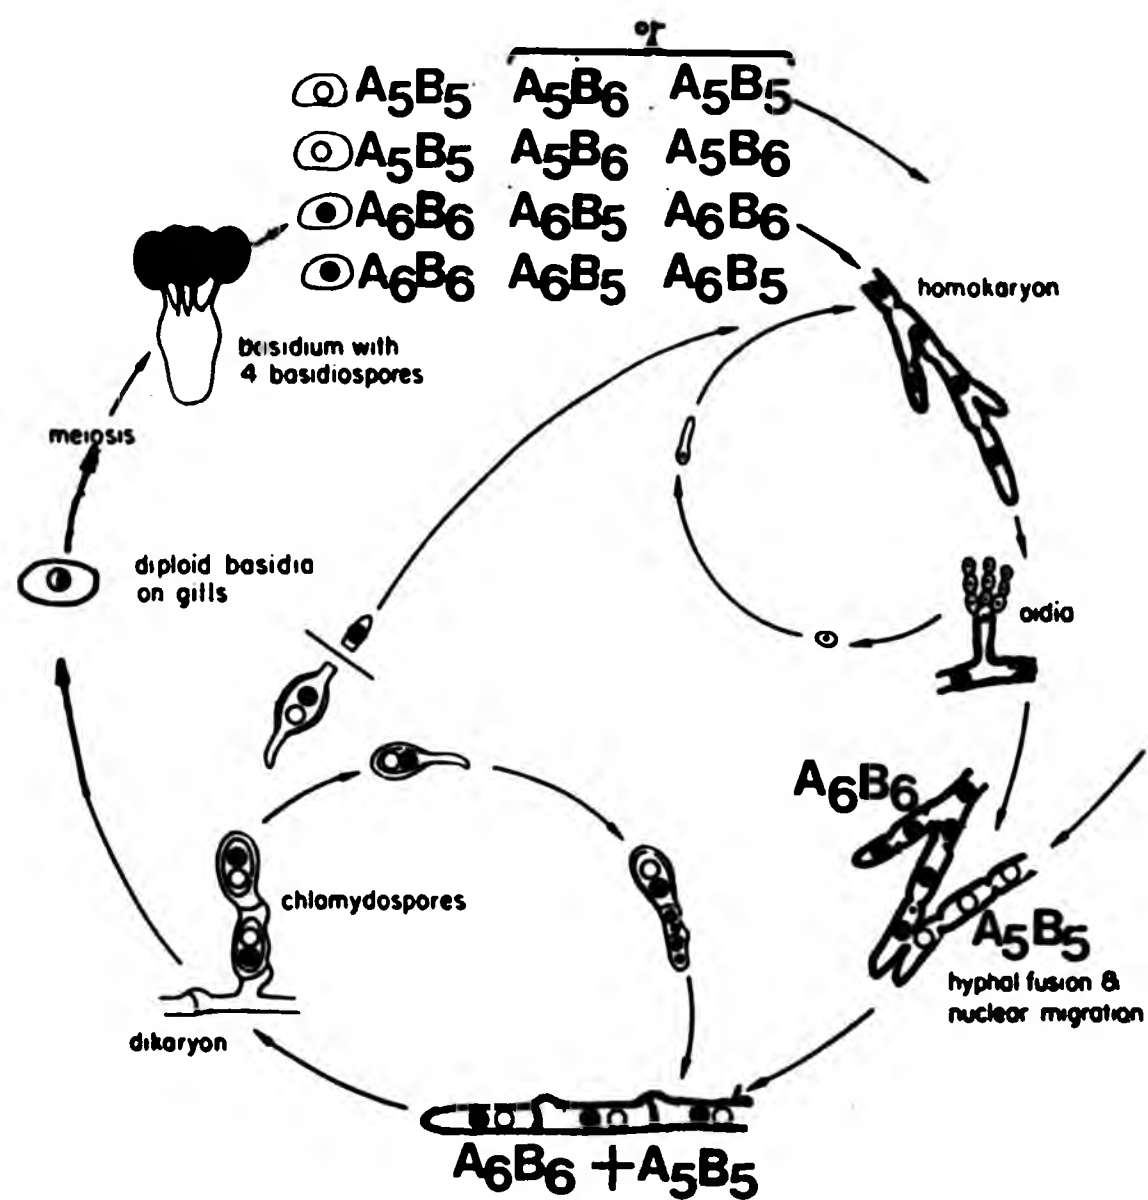 or
A5B5 A5B6 A5B5
A5B5 A5B6 A5B6
A6B6 A6B5 A6B6
A6B6 A6B5 A6B5
homokaryon
basidium with
4 basidiospores
meiosis
diploid basidia
on gills
oidia
A6B6
chlamydospores
A5B5
hyphal fusion &
nuclear migration
dikaryon
A6B6 + A5B5